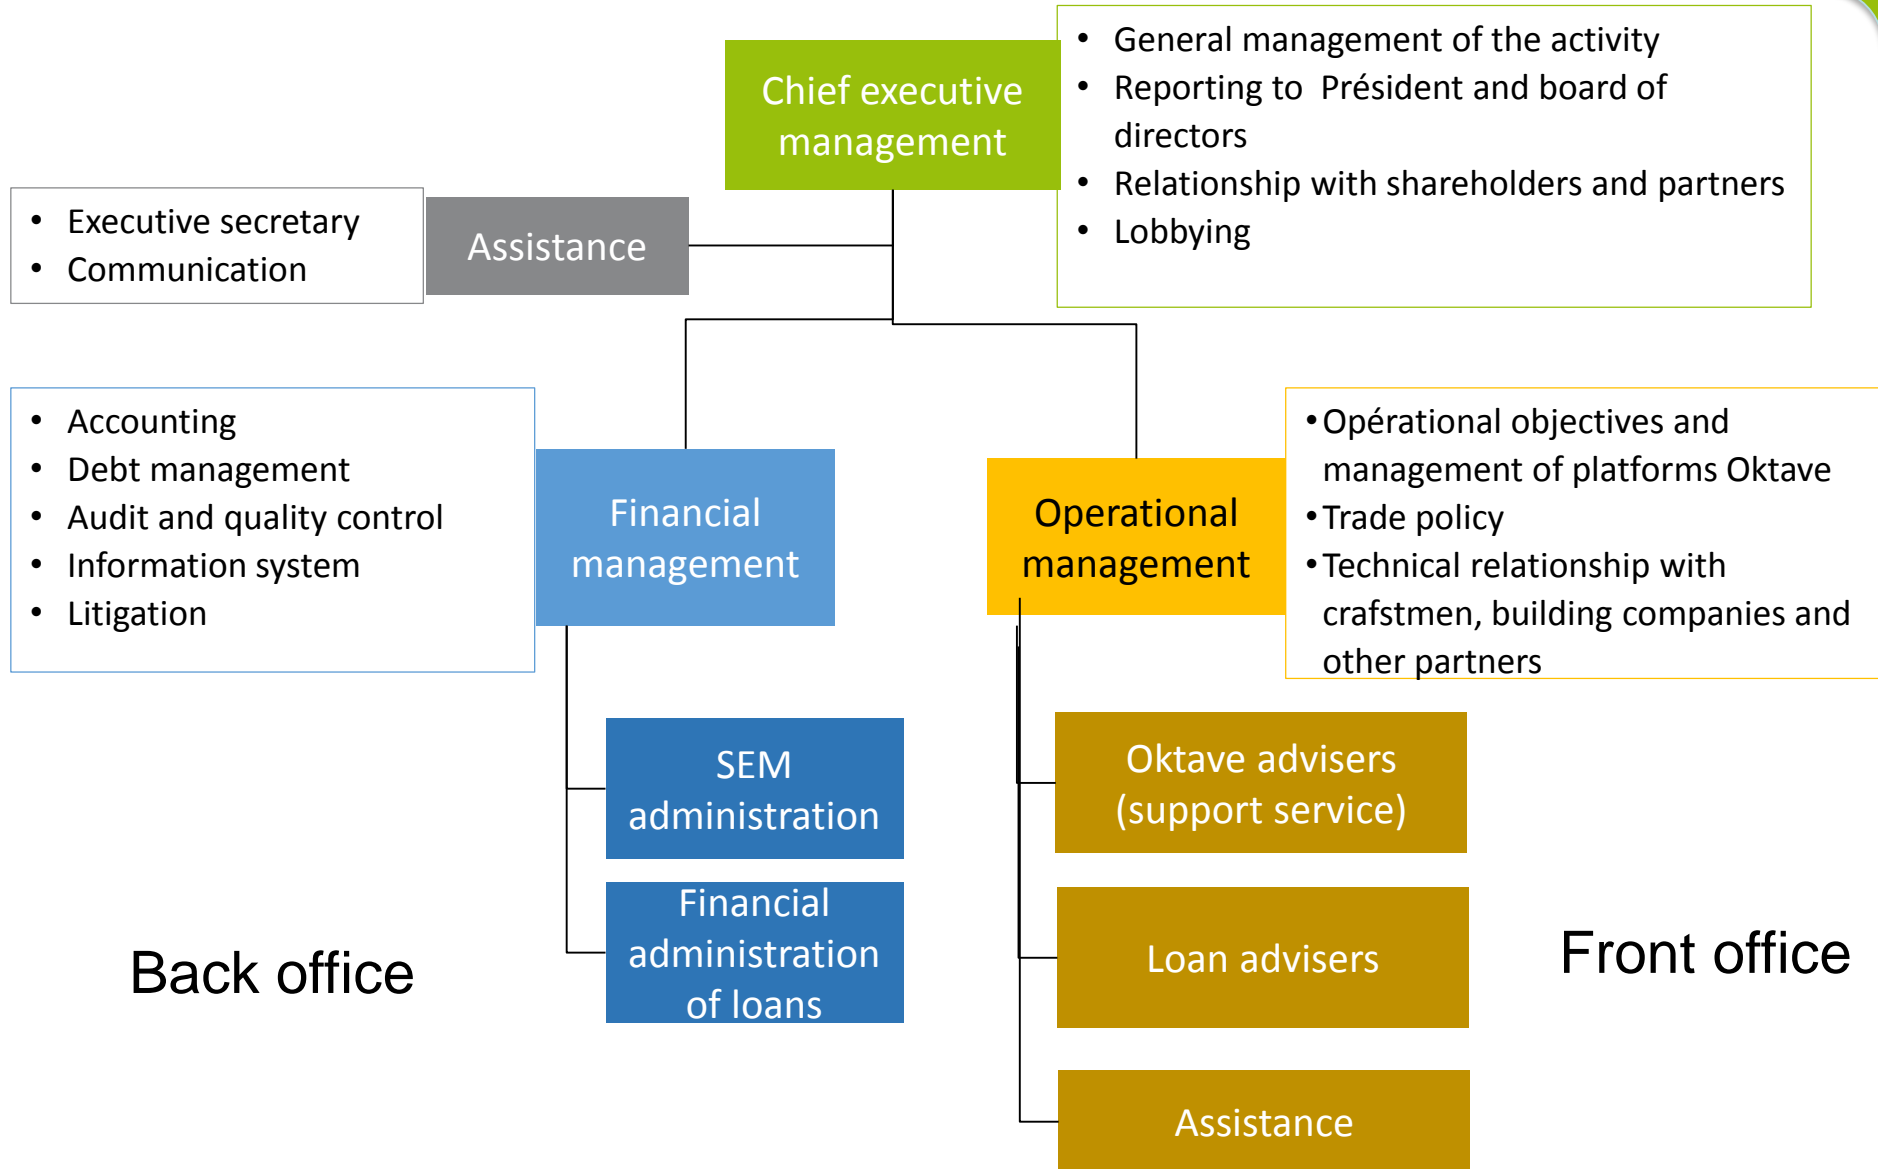 Chief executive
management
• General management of the activity
• Reporting to Président and board of
directors
• Relationship with shareholders and partners
• Lobbying
• Executive secretary
• Communication
Assistance
• Accounting
• Debt management
• Audit and quality control
• Information system
• Litigation
Financial
management
Operational
management
• Opérational objectives and
management of platforms Oktave
• Trade policy
• Technical relationship with
crafstmen, building companies and
other partners
SEM
administration
Financial
administration
of loans
Back office
Oktave advisers
(support service)
Loan advisers
Assistance
Front office